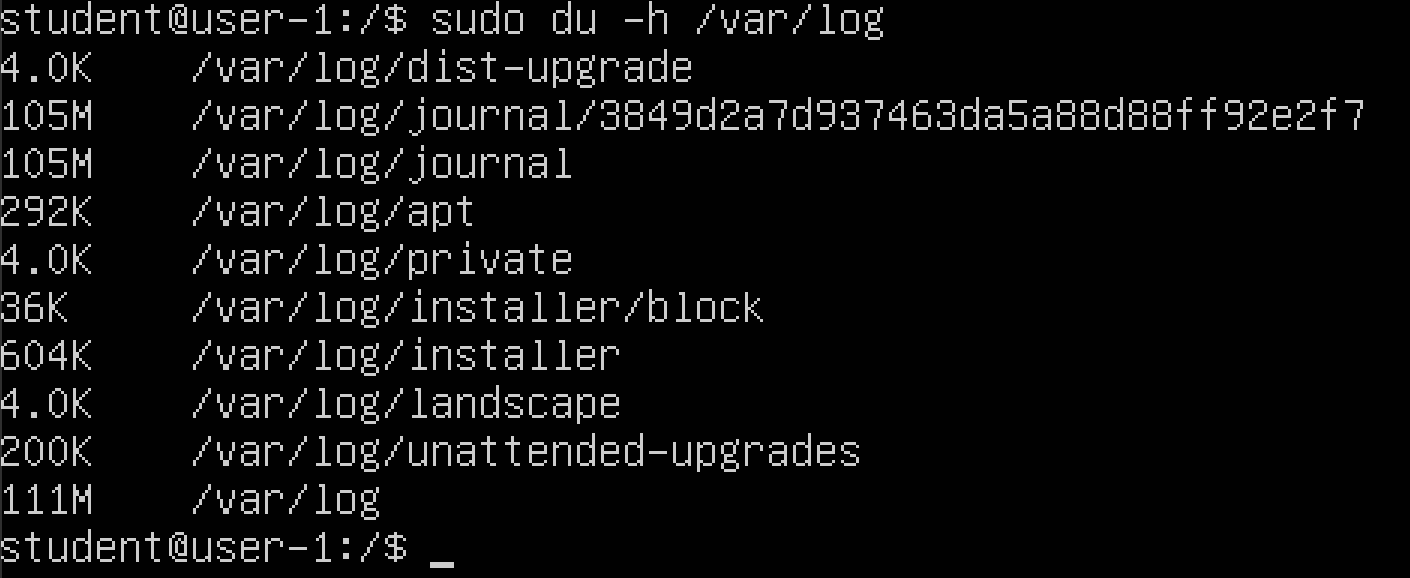 student@user-1:/$ sudo du -h /var/log
4.0K    /var/log/dist-upgrade
105M    /var/log/journal/3849d2a7d937463da5a88d88ff92e2f7
105M    /var/log/journal
292K    /var/log/apt
4.0K    /var/log/private
36K     /var/log/installer/block
604K    /var/log/installer
4.0K    /var/log/landscape
200K    /var/log/unattended-upgrades
111M    /var/log
student@user-1:/$ _